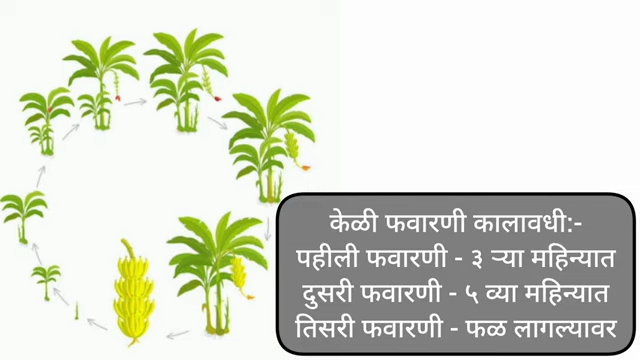 केळी फवारणी कालावधी:-
पहीली फवारणी - ३ ऱ्या महिन्यात
दुसरी फवारणी - ५ व्या महिन्यात
तिसरी फवारणी - फळ लागल्यावर